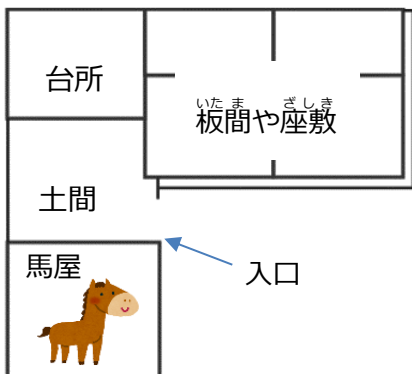 台所
いたま ざしき
板間や座敷
土間
馬屋
入口